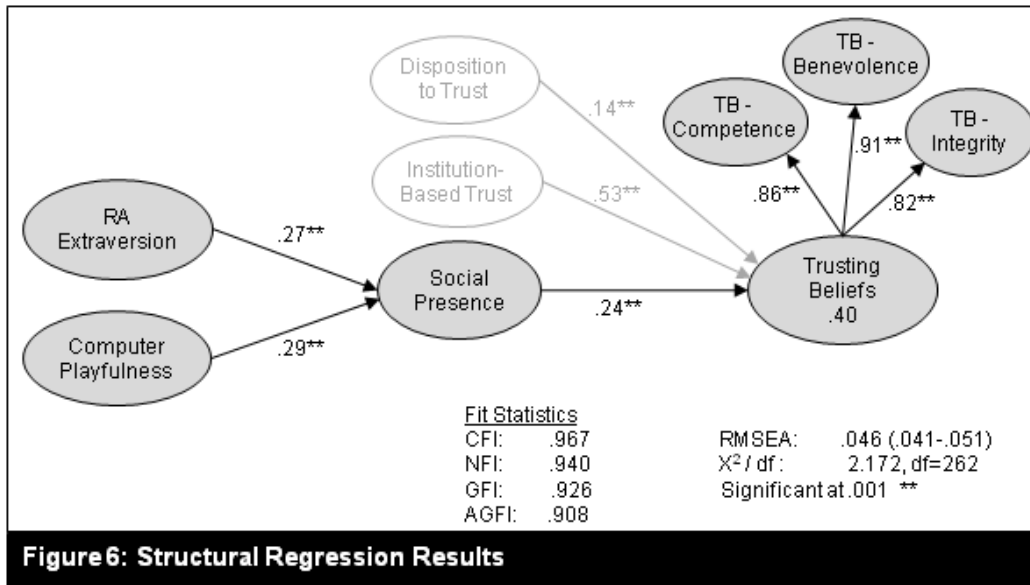 Disposition
to Trust
Institution-
Based Trust
TB -
Competence
TB -
Benevolence
TB -
Integrity
.14**
.53**
.86**
.91**
.82**
RA
Extraversion
Computer
Playfulness
.27**
.29**
Social
Presence
.24**
Trusting
Beliefs
.40
Fit Statistics
CFI: .967
NFI: .940
GFI: .926
AGFI: .908
RMSEA: .046 (.041-.051)
X² / df : 2.172, df=262
Significant at .001 **
Figure 6: Structural Regression Results